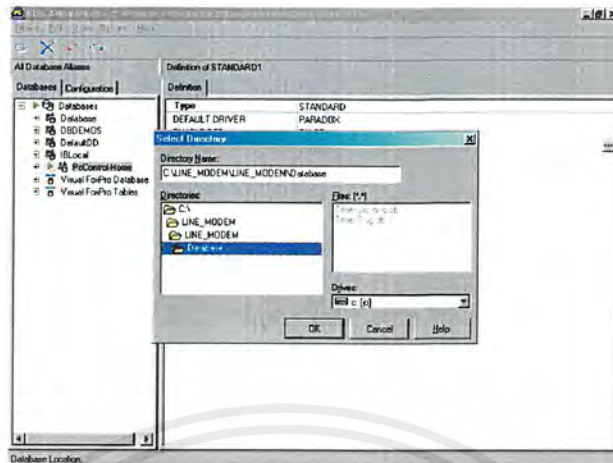 All Database Aliases
Definition of STANDARD1
Databases
Configuration
Definition
Databases
Database
DBDEMOS
DefaultDD
IBLocal
PcControl-Home
Visual FoxPro Database
Visual FoxPro Tables
Type STANDARD
DEFAULT DRIVER PARADOX
Select Directory
Directory Name:
C:\LINE_MODEM\LINE_MODEM\Database
Directories:
C:\
LINE_MODEM
LINE_MODEM
Database
Files: (*.*)
Drives:
c: [p]
OK
Cancel
Help
Database Location: